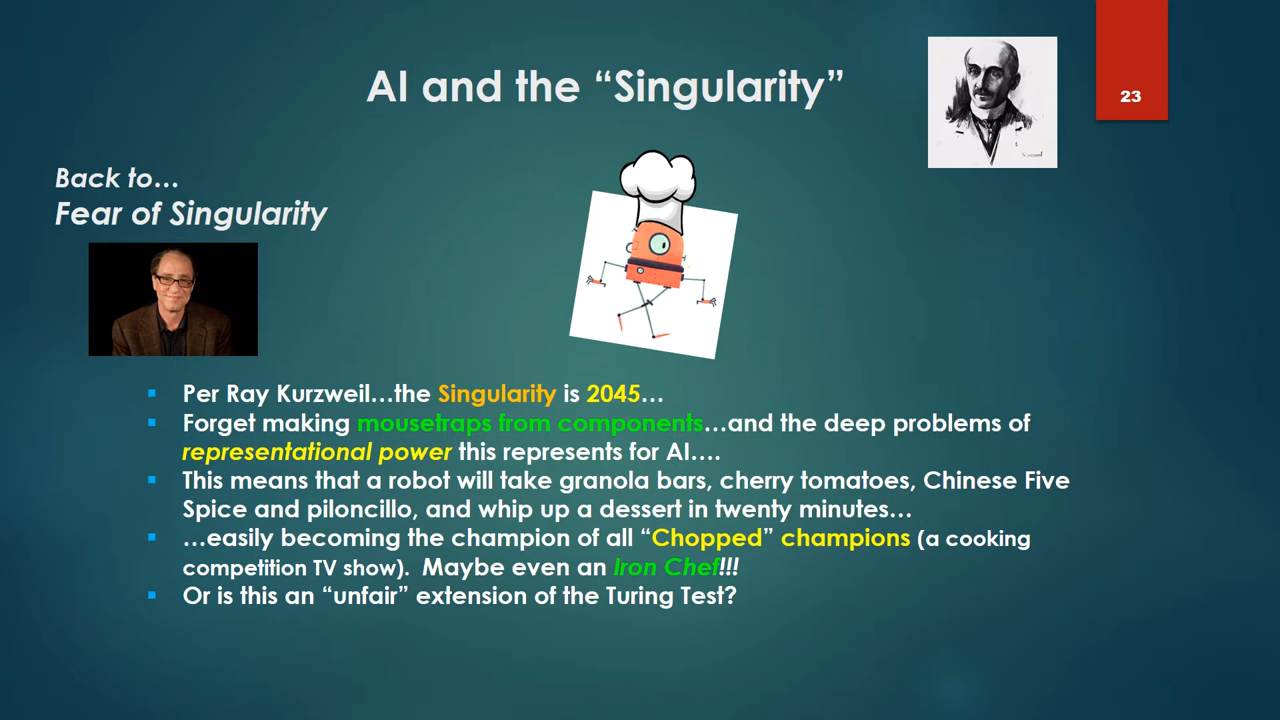 AI and the “Singularity”
23
Back to…
Fear of Singularity
Per Ray Kurzweil…the Singularity is 2045…
Forget making mousetraps from components…and the deep problems of
representational power this represents for AI….
This means that a robot will take granola bars, cherry tomatoes, Chinese Five
Spice and piloncillo, and whip up a dessert in twenty minutes…
…easily becoming the champion of all “Chopped” champions (a cooking
competition TV show). Maybe even an Iron Chef!!!
Or is this an “unfair” extension of the Turing Test?